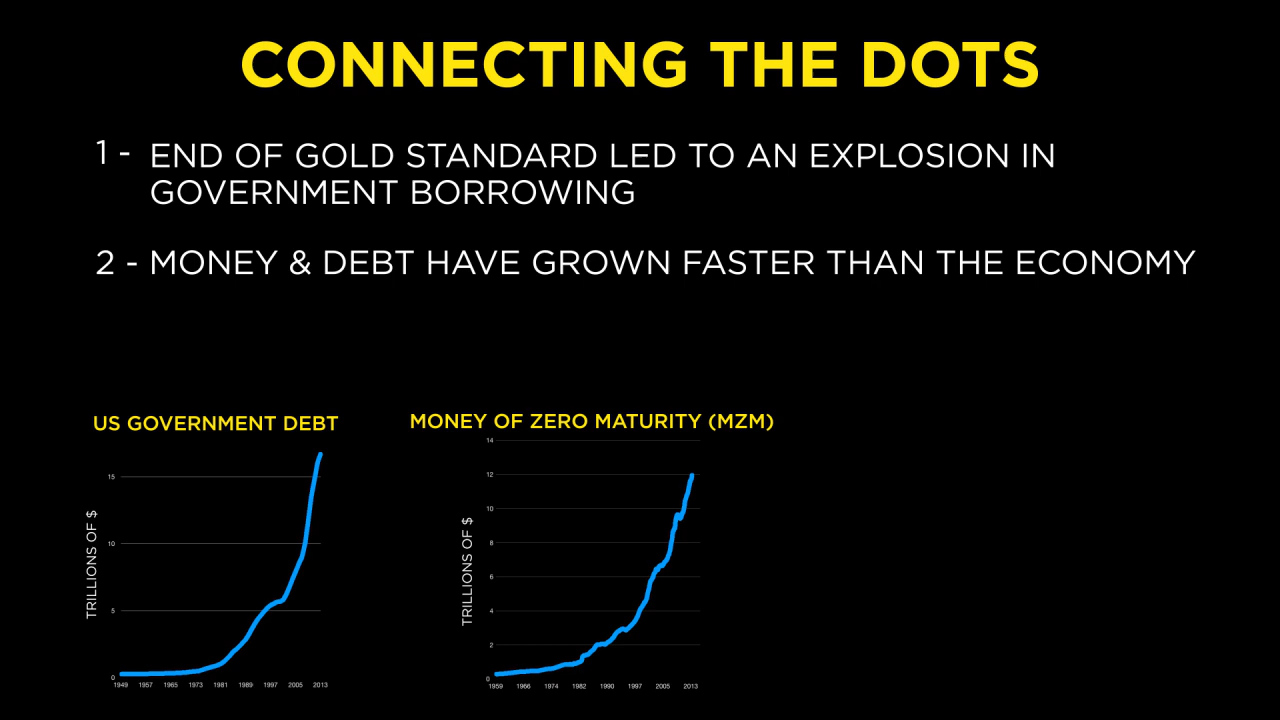 CONNECTING THE DOTS
1 - END OF GOLD STANDARD LED TO AN EXPLOSION IN
GOVERNMENT BORROWING
2 - MONEY & DEBT HAVE GROWN FASTER THAN THE ECONOMY
US GOVERNMENT DEBT
TRILLIONS OF $
15
10
5
0
1949 1957 1965 1973 1981 1989 1997 2005 2013
MONEY OF ZERO MATURITY (MZM)
TRILLIONS OF $
14
12
10
8
6
4
2
0
1959 1966 1974 1982 1990 1997 2005 2013